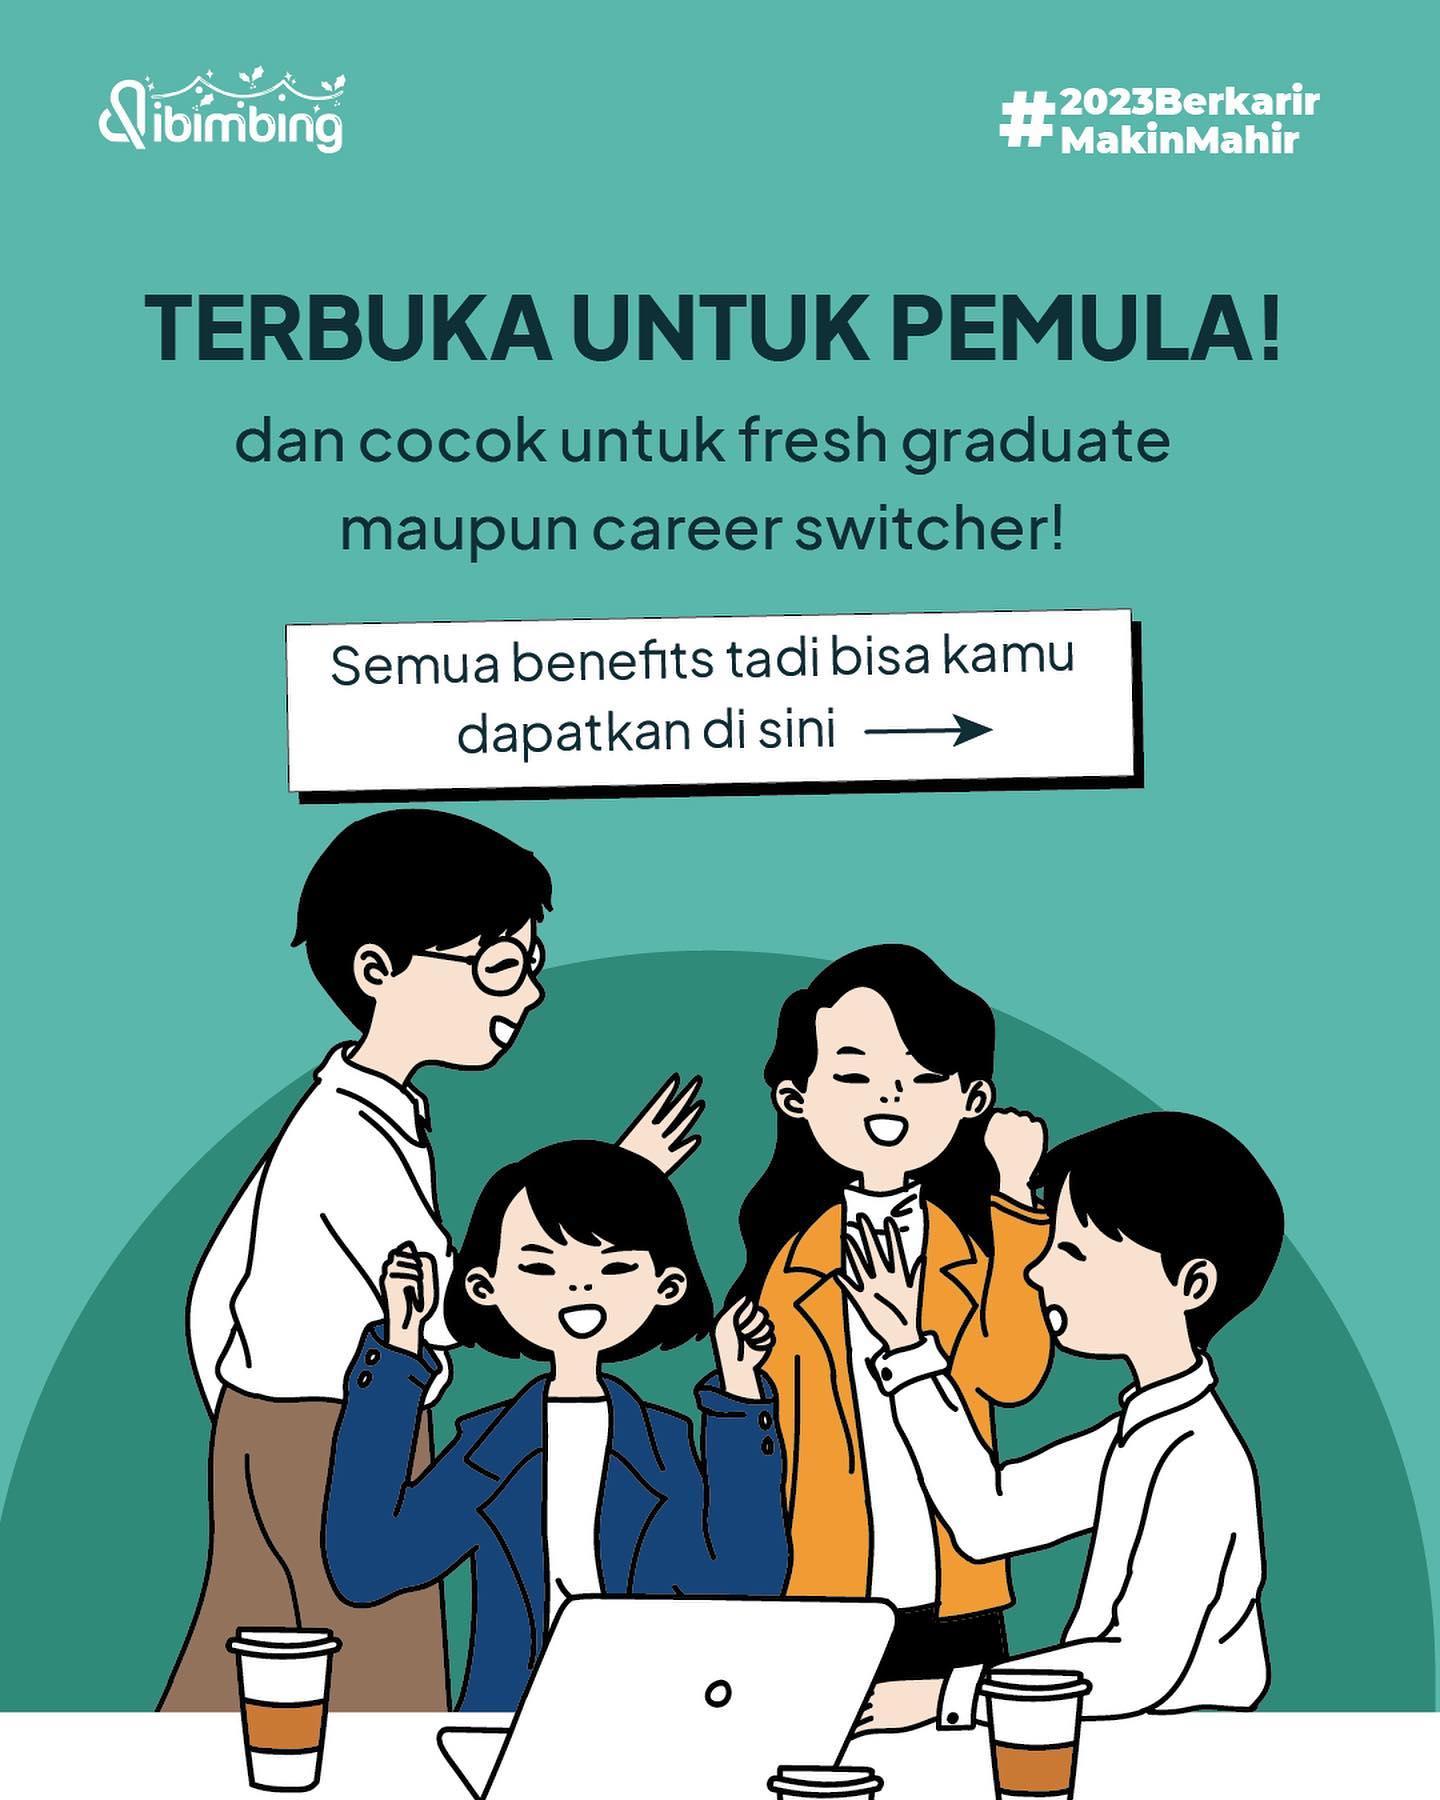 dibimbing
#2023Berkarir
MakinMahir
TERBUKA UNTUK PEMULA!
dan cocok untuk fresh graduate
maupun career switcher!
Semua benefits tadi bisa kamu
dapatkan di sini →